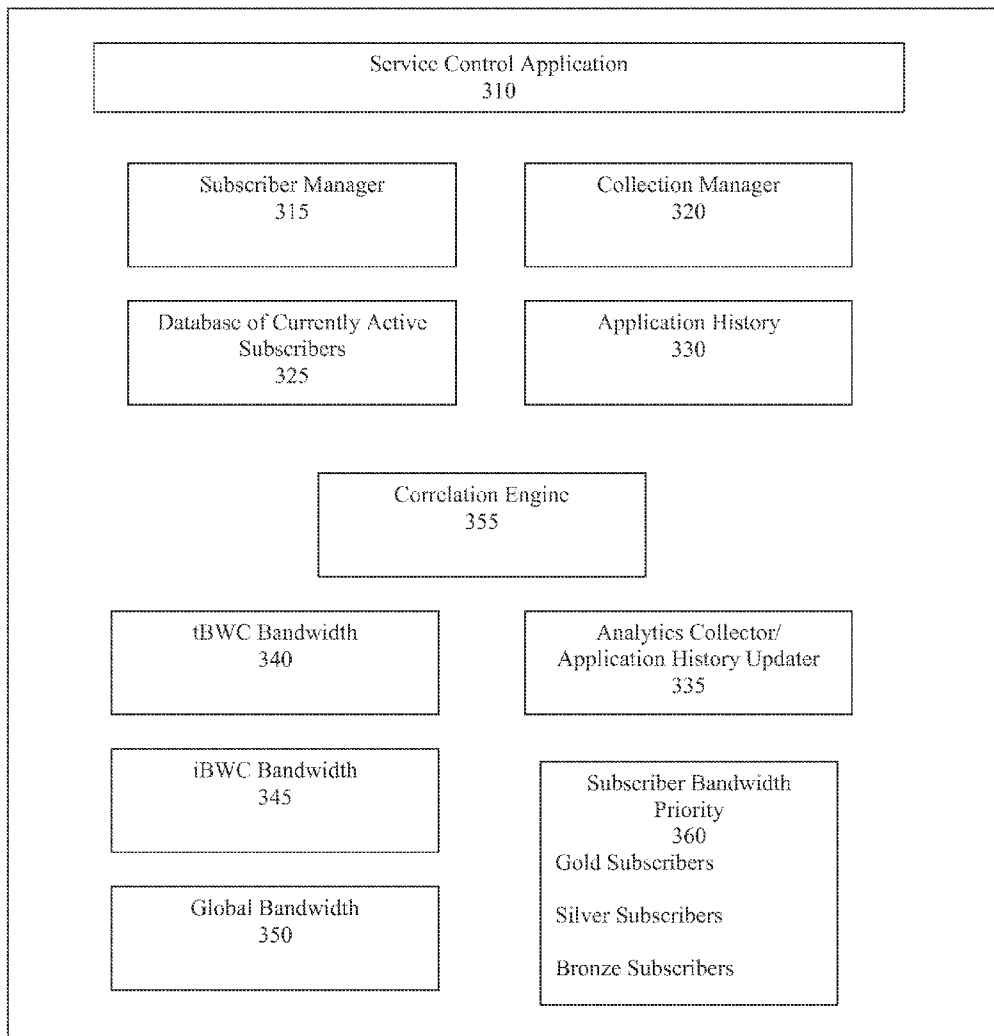 Service Control Application
310
Subscriber Manager
315
Collection Manager
320
Database of Currently Active
Subscribers
325
Application History
330
Correlation Engine
355
tBWC Bandwidth
340
Analytics Collector/
Application History Updater
335
iBWC Bandwidth
345
Subscriber Bandwidth
Priority
360
Gold Subscribers
Silver Subscribers
Bronze Subscribers
Global Bandwidth
350